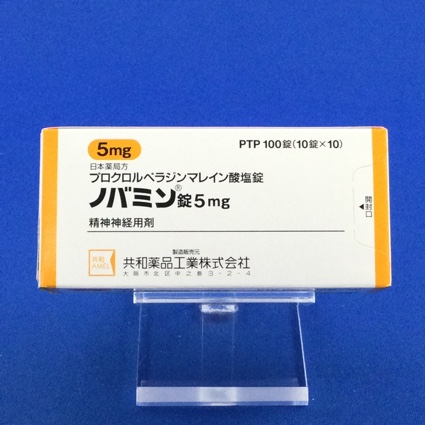 5mg
PTP 100錠(10錠×10)
日本薬局方
プロクロルペラジンマレイン酸塩錠
ノバミン®錠5mg
精神神経用剤
開封口
製造販売元
共和 AMEL
共和薬品工業株式会社
大阪市北区中之島3-2-4